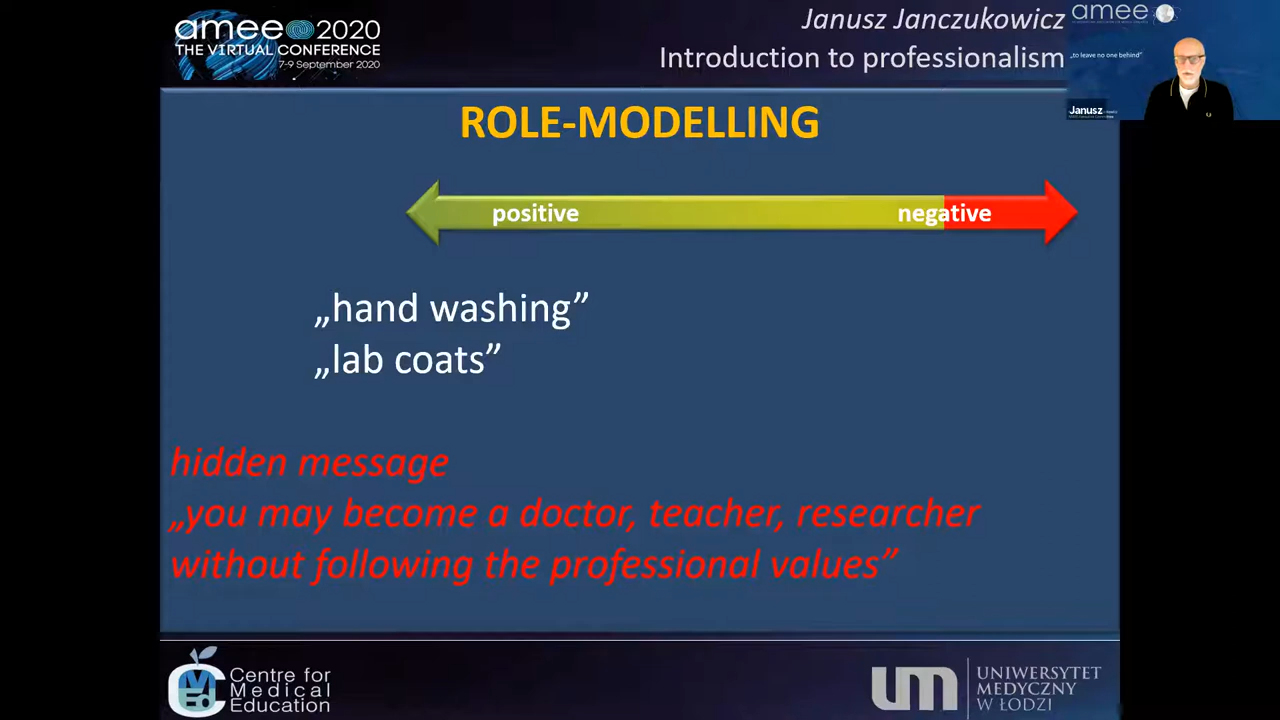 amee 2020
THE VIRTUAL CONFERENCE
7-9 September 2020
Janusz Janczukowicz
Introduction to professionalism
amee
„to leave no one behind”
Janusz
ROLE-MODELLING
positive
negative
„hand washing”
„lab coats”
hidden message
„you may become a doctor, teacher, researcher
without following the professional values”
Centre for
Medical
Education
um
UNIWERSYTET
MEDYCZNY
W ŁODZI